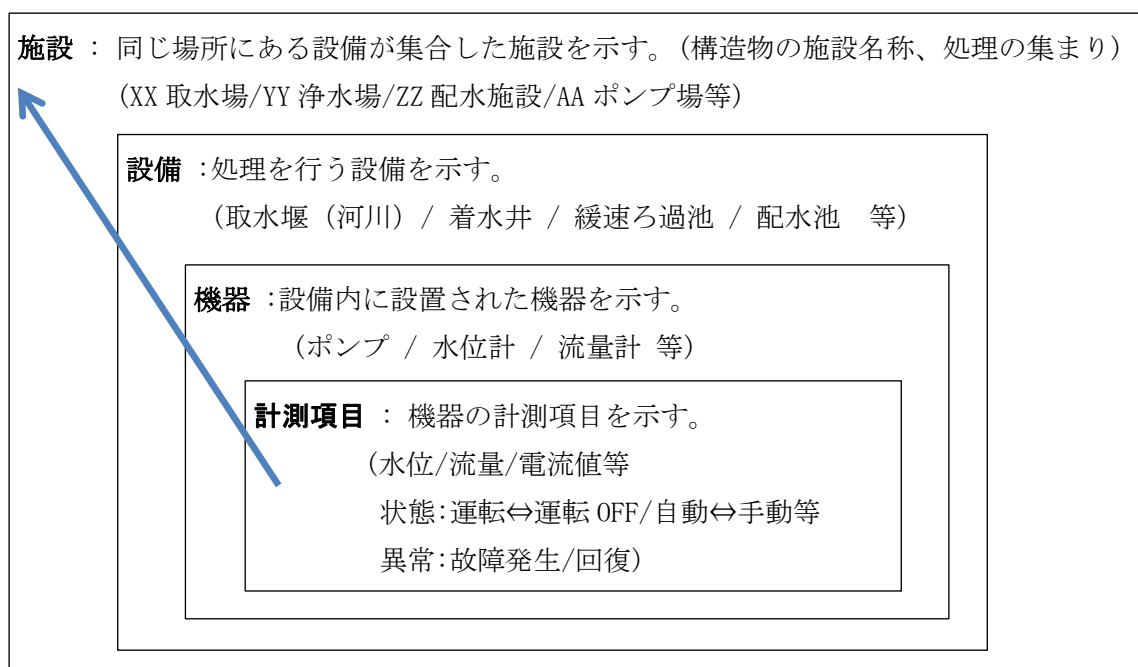 施設 : 同じ場所にある設備が集合した施設を示す。(構造物の施設名称、処理の集まり)
(XX 取水場/YY 浄水場/ZZ 配水施設/AA ポンプ場等)
設備 :処理を行う設備を示す。
(取水堰(河川) / 着水井 / 緩速ろ過池 / 配水池 等)
機器 :設備内に設置された機器を示す。
(ポンプ / 水位計 / 流量計 等)
計測項目 : 機器の計測項目を示す。
(水位/流量/電流値等
状態:運転⇔運転 OFF/自動⇔手動等
異常:故障発生/回復)